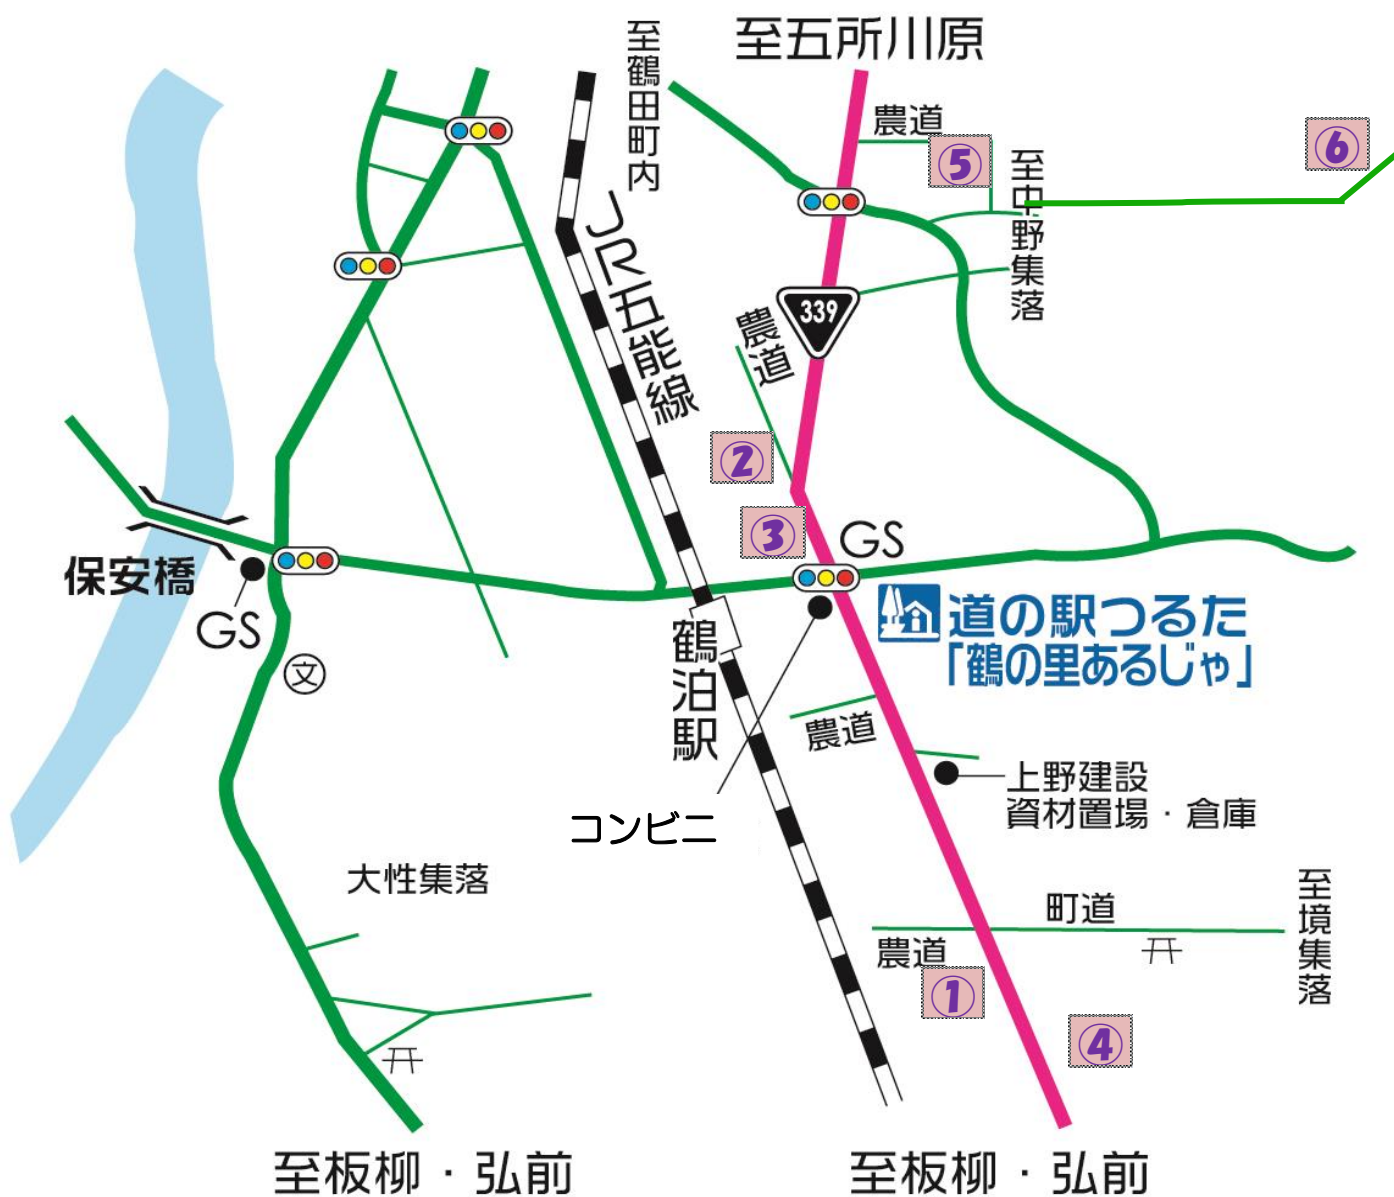 至五所川原
至鶴田町内
農道
⑤
⑥
至中野集落
JR五能線
339
農道
②
③
GS
保安橋
GS
文
道の駅つるた
「鶴の里あるじゃ」
鶴泊駅
農道
上野建設
資材置場・倉庫
コンビニ
大性集落
町道
至境集落
農道
①
④
至板柳・弘前
至板柳・弘前